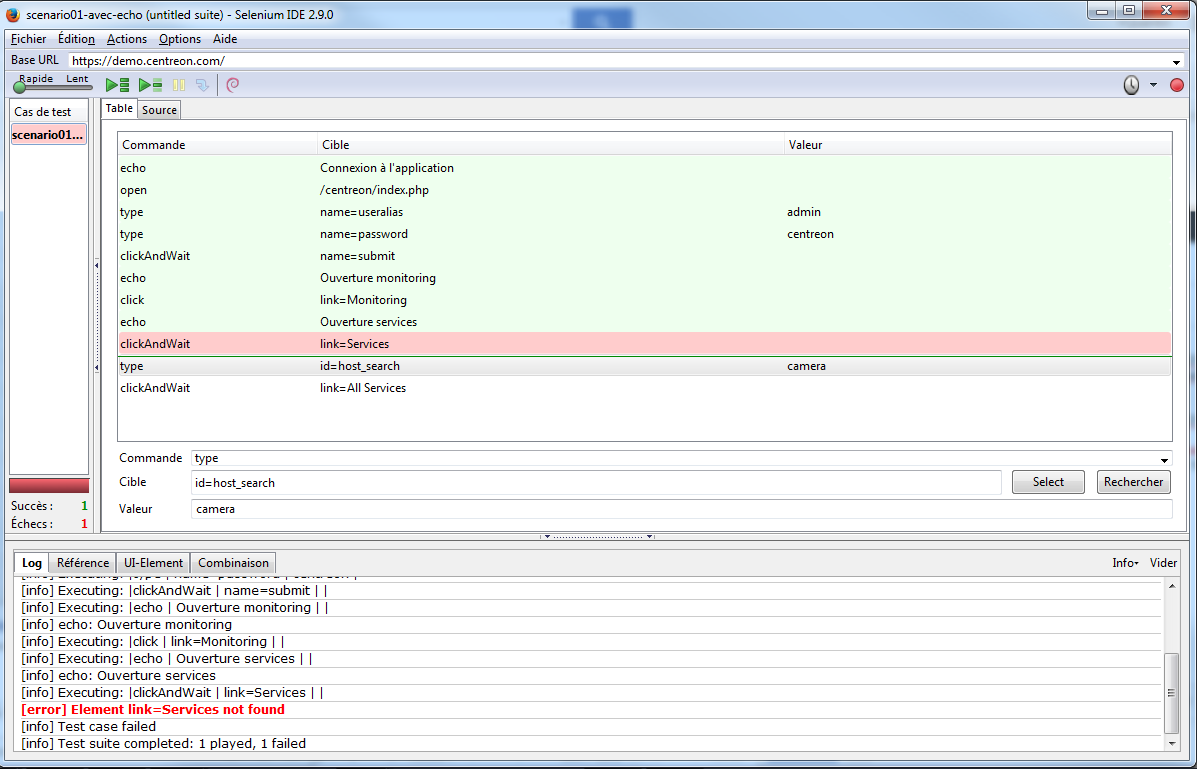 scenario01-avec-echo (untitled suite) - Selenium IDE 2.9.0
Fichier Édition Actions Options Aide
Base URL https://demo.centreon.com/
Rapide Lent
Cas de test
scenario01...
Succès : 1
Échecs : 1
Table Source
Commande Cible Valeur
echo Connexion à l'application
open /centreon/index.php
type name=useralias admin
type name=password centreon
clickAndWait name=submit
echo Ouverture monitoring
click link=Monitoring
echo Ouverture services
clickAndWait link=Services
type id=host_search camera
clickAndWait link=All Services
Commande type
Cible id=host_search Select Rechercher
Valeur camera
Log Référence UI-Element Combinaison Info Vider
[info] Executing: |type | name=password | centreon |
[info] Executing: |clickAndWait | name=submit | |
[info] Executing: |echo | Ouverture monitoring | |
[info] echo: Ouverture monitoring
[info] Executing: |click | link=Monitoring | |
[info] Executing: |echo | Ouverture services | |
[info] echo: Ouverture services
[info] Executing: |clickAndWait | link=Services | |
[error] Element link=Services not found
[info] Test case failed
[info] Test suite completed: 1 played, 1 failed